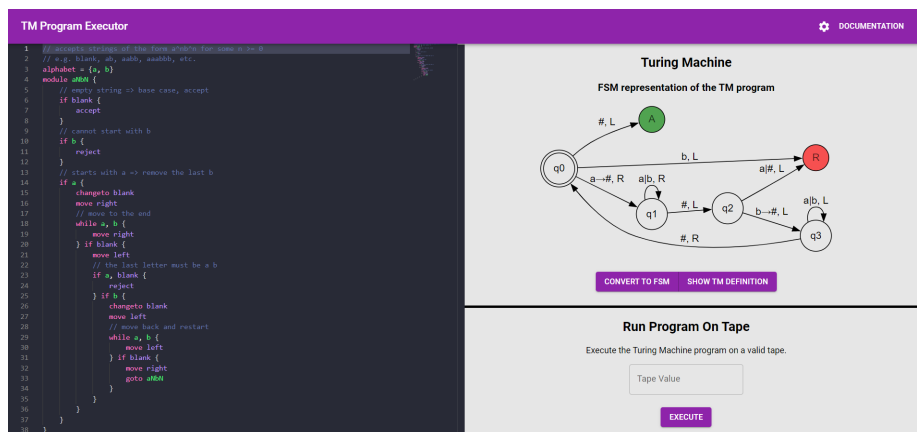 TM Program Executor
DOCUMENTATION
1 // accepts strings of the form a^nb^n for some n >= 0
2 // e.g. blank, ab, aabb, aaabbb, etc.
3 alphabet = {a, b}
4 module aNbN {
5 // empty string => base case, accept
6 if blank {
7 accept
8 }
9 // cannot start with b
10 if b {
11 reject
12 }
13 // starts with a => remove the last b
14 if a {
15 changeto blank
16 move right
17 // move to the end
18 while a, b {
19 move right
20 } if blank {
21 move left
22 // the last letter must be a b
23 if a, blank {
24 reject
25 } if b {
26 changeto blank
27 move left
28 // move back and restart
29 while a, b {
30 move left
31 } if blank {
32 move right
33 goto aNbN
34 }
35 }
36 }
37 }
38 }
Turing Machine
FSM representation of the TM program
#, L
A
b, L
R
q0
a→#, R
a|b, R
a|#, L
q1
#, L
q2
b→#, L
a|b, L
q3
#, R
CONVERT TO FSM
SHOW TM DEFINITION
Run Program On Tape
Execute the Turing Machine program on a valid tape.
Tape Value
EXECUTE